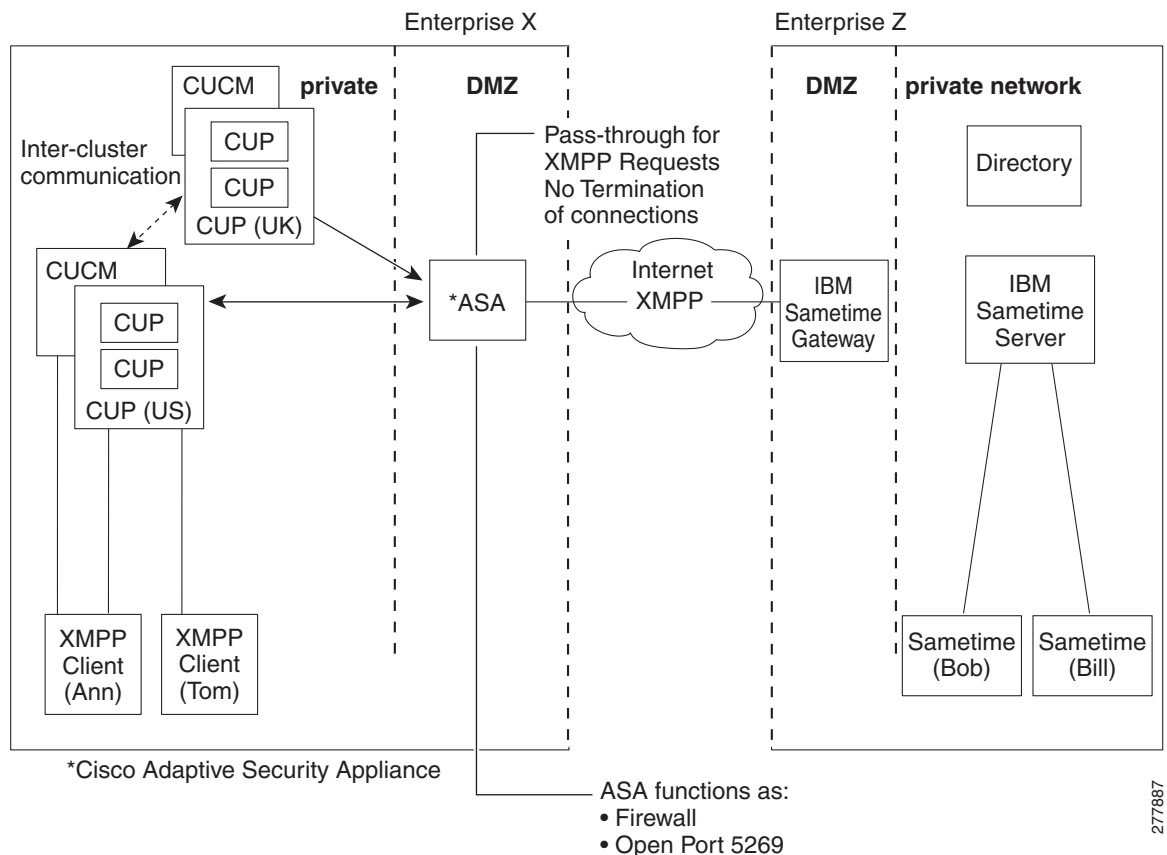 Enterprise X
Enterprise Z
CUCM
private
DMZ
DMZ
private network
CUP
CUP
CUP (UK)
Inter-cluster
communication
Pass-through for
XMPP Requests
No Termination
of connections
Directory
CUCM
CUP
CUP
CUP (US)
*ASA
Internet
XMPP
IBM
Sametime
Gateway
IBM
Sametime
Server
XMPP
Client
(Ann)
XMPP
Client
(Tom)
Sametime
(Bob)
Sametime
(Bill)
*Cisco Adaptive Security Appliance
ASA functions as:
• Firewall
• Open Port 5269
277887